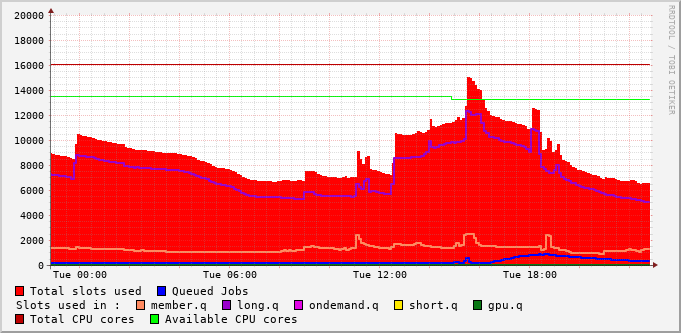 RRDTOOL / TOBI OETIKER
20000
18000
16000
14000
12000
10000
8000
6000
4000
2000
0
Tue 00:00 Tue 06:00 Tue 12:00 Tue 18:00
Total slots used Queued Jobs
Slots used in : member.q long.q ondemand.q short.q gpu.q
Total CPU cores Available CPU cores